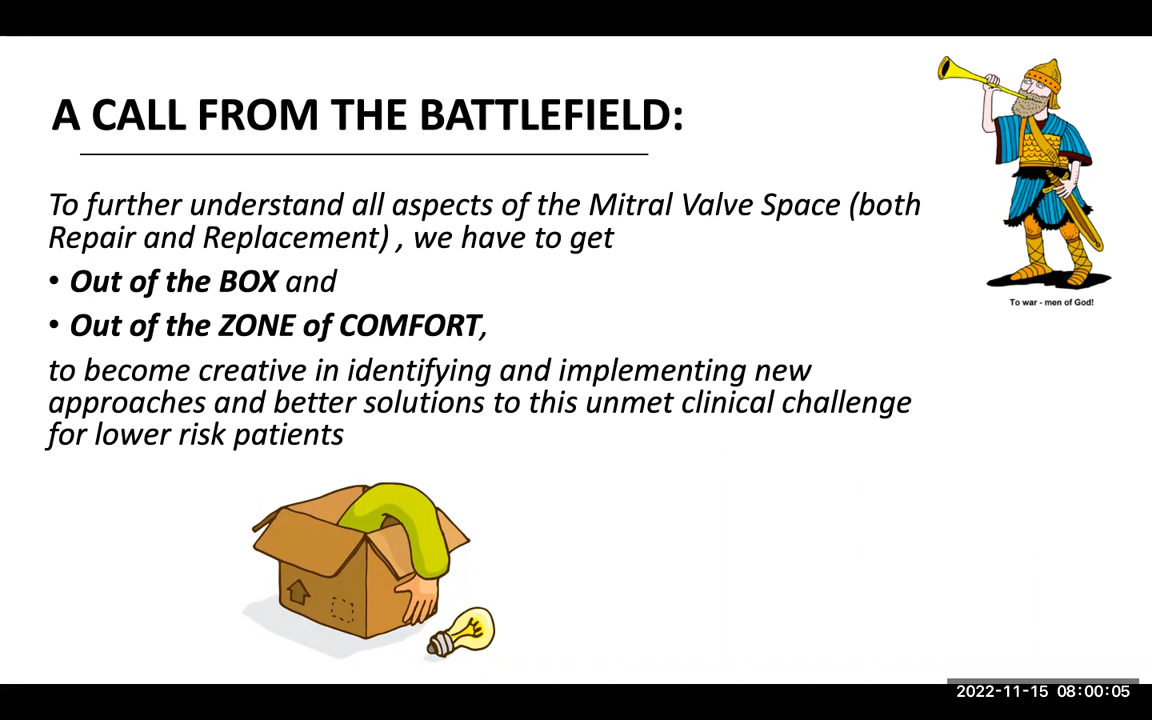 A CALL FROM THE BATTLEFIELD:
To further understand all aspects of the Mitral Valve Space (both
Repair and Replacement) , we have to get
• Out of the BOX and
• Out of the ZONE of COMFORT,
to become creative in identifying and implementing new
approaches and better solutions to this unmet clinical challenge
for lower risk patients
To war - men of God!
2022-11-15 08:00:05